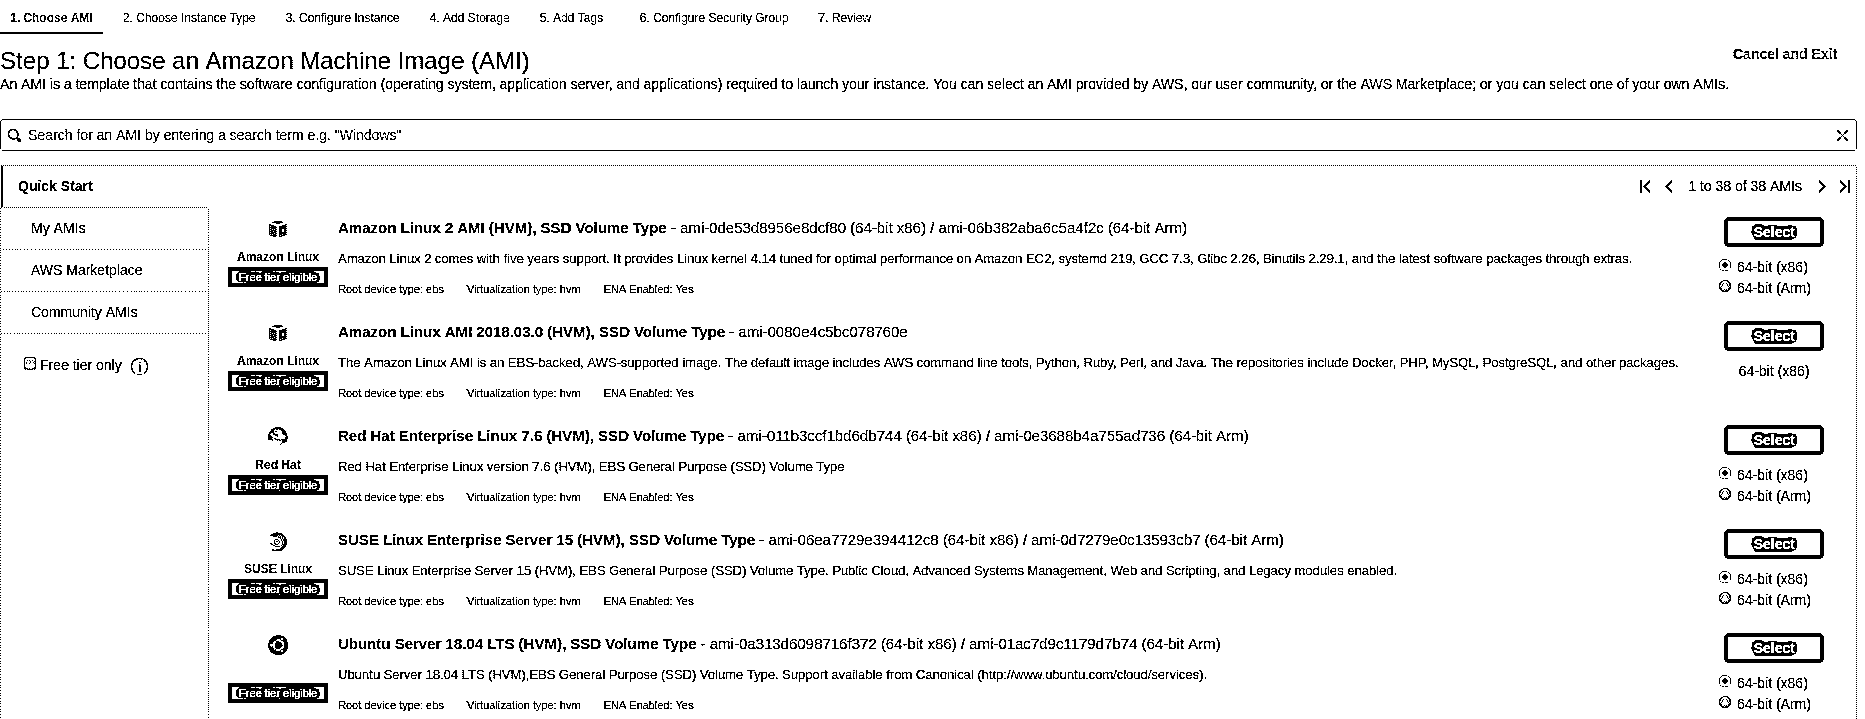 1. Choose AMI 2. Choose Instance Type 3. Configure Instance 4. Add Storage 5. Add Tags 6. Configure Security Group 7. Review
Step 1: Choose an Amazon Machine Image (AMI)
Cancel and Exit
An AMI is a template that contains the software configuration (operating system, application server, and applications) required to launch your instance. You can select an AMI provided by AWS, our user community, or the AWS Marketplace; or you can select one of your own AMIs.
Search for an AMI by entering a search term e.g. "Windows"
Quick Start
1 to 38 of 38 AMIs
My AMIs
AWS Marketplace
Community AMIs
Free tier only
Amazon Linux
Free tier eligible
Amazon Linux 2 AMI (HVM), SSD Volume Type - ami-0de53d8956e8dcf80 (64-bit x86) / ami-06b382aba6c5a4f2c (64-bit Arm)
Amazon Linux 2 comes with five years support. It provides Linux kernel 4.14 tuned for optimal performance on Amazon EC2, systemd 219, GCC 7.3, Glibc 2.26, Binutils 2.29.1, and the latest software packages through extras.
Root device type: ebs Virtualization type: hvm ENA Enabled: Yes
Select
64-bit (x86)
64-bit (Arm)
Amazon Linux
Free tier eligible
Amazon Linux AMI 2018.03.0 (HVM), SSD Volume Type - ami-0080e4c5bc078760e
The Amazon Linux AMI is an EBS-backed, AWS-supported image. The default image includes AWS command line tools, Python, Ruby, Perl, and Java. The repositories include Docker, PHP, MySQL, PostgreSQL, and other packages.
Root device type: ebs Virtualization type: hvm ENA Enabled: Yes
Select
64-bit (x86)
Red Hat
Free tier eligible
Red Hat Enterprise Linux 7.6 (HVM), SSD Volume Type - ami-011b3ccf1bd6db744 (64-bit x86) / ami-0e3688b4a755ad736 (64-bit Arm)
Red Hat Enterprise Linux version 7.6 (HVM), EBS General Purpose (SSD) Volume Type
Root device type: ebs Virtualization type: hvm ENA Enabled: Yes
Select
64-bit (x86)
64-bit (Arm)
SUSE Linux
Free tier eligible
SUSE Linux Enterprise Server 15 (HVM), SSD Volume Type - ami-06ea7729e394412c8 (64-bit x86) / ami-0d7279e0c13593cb7 (64-bit Arm)
SUSE Linux Enterprise Server 15 (HVM), EBS General Purpose (SSD) Volume Type. Public Cloud, Advanced Systems Management, Web and Scripting, and Legacy modules enabled.
Root device type: ebs Virtualization type: hvm ENA Enabled: Yes
Select
64-bit (x86)
64-bit (Arm)
Free tier eligible
Ubuntu Server 18.04 LTS (HVM), SSD Volume Type - ami-0a313d6098716f372 (64-bit x86) / ami-01ac7d9c1179d7b74 (64-bit Arm)
Ubuntu Server 18.04 LTS (HVM),EBS General Purpose (SSD) Volume Type. Support available from Canonical (http://www.ubuntu.com/cloud/services).
Root device type: ebs Virtualization type: hvm ENA Enabled: Yes
Select
64-bit (x86)
64-bit (Arm)